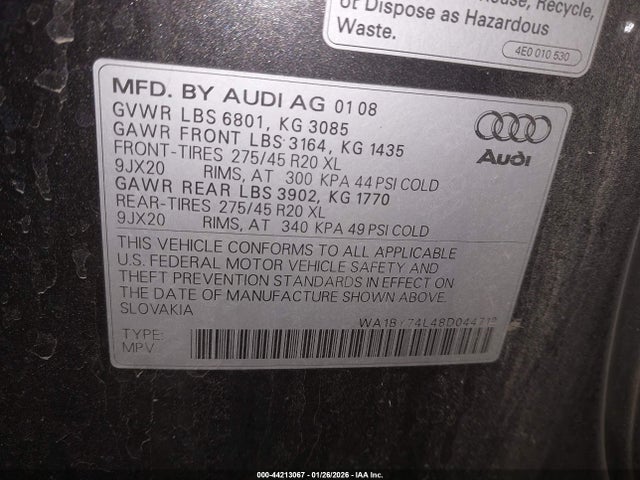 House, Recycle,
or Dispose as Hazardous
Waste.
4E0 010 530
MFD. BY AUDI AG 01 08
GVWR LBS 6801, KG 3085
GAWR FRONT LBS 3164, KG 1435
FRONT-TIRES 275/45 R20 XL
9JX20 RIMS, AT 300 KPA 44 PSI COLD
GAWR REAR LBS 3902, KG 1770
REAR-TIRES 275/45 R20 XL
9JX20 RIMS, AT 340 KPA 49 PSI COLD
Audi
THIS VEHICLE CONFORMS TO ALL APPLICABLE
U.S. FEDERAL MOTOR VEHICLE SAFETY AND
THEFT PREVENTION STANDARDS IN EFFECT ON
THE DATE OF MANUFACTURE SHOWN ABOVE.
SLOVAKIA
TYPE:
MPV
000-44213067 | 01/26/2026 | IAA Inc.